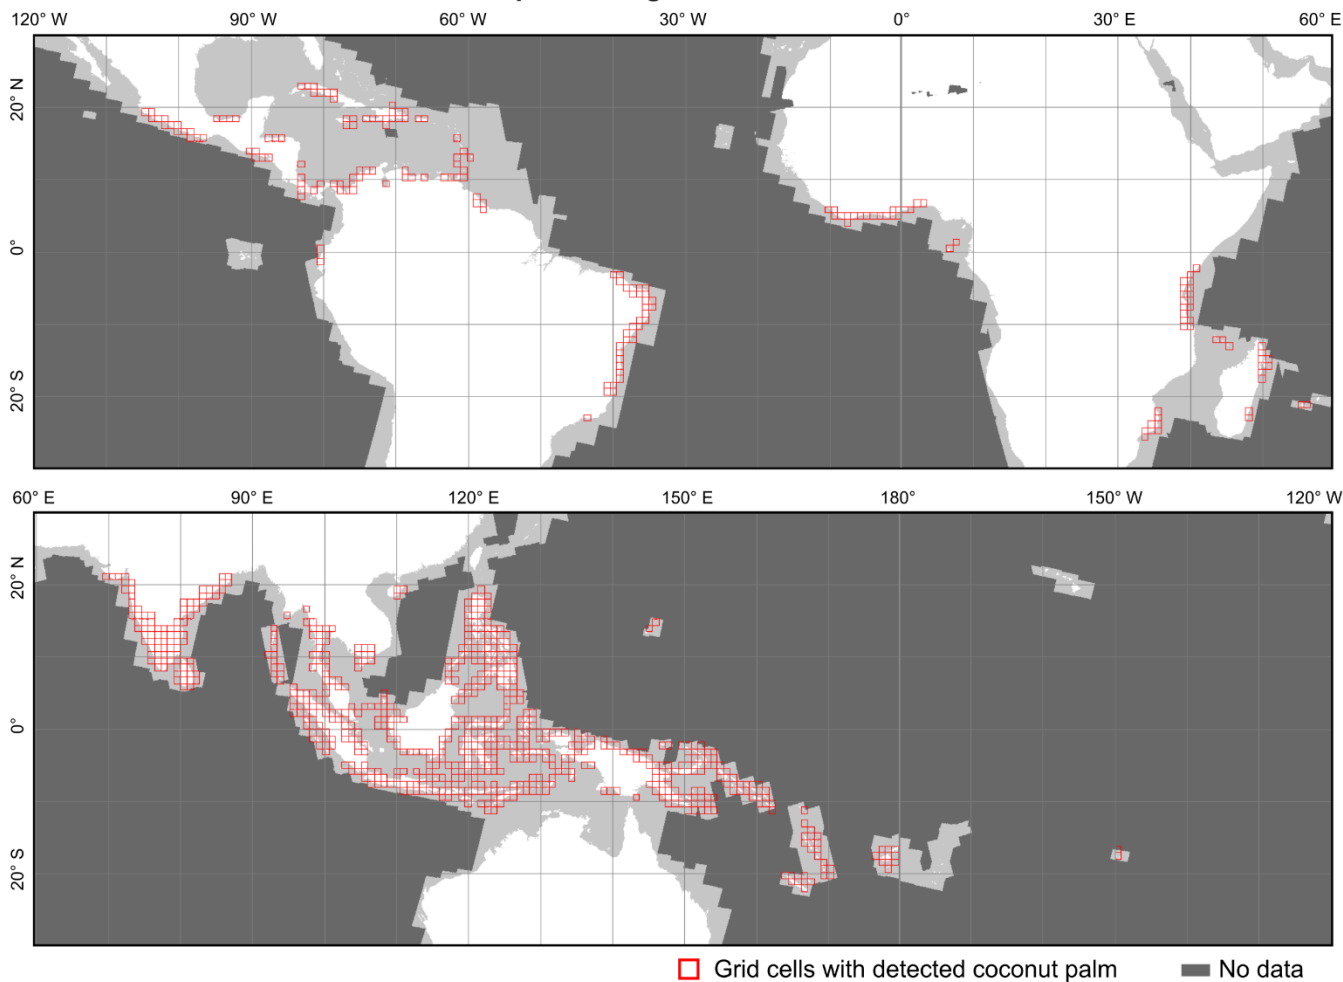 120° W 90° W 60° W 30° W 0° 30° E 60° E
20° N
0°
20° S
60° E 90° E 120° E 150° E 180° 150° W 120° W
20° N
0°
20° S
Grid cells with detected coconut palm No data